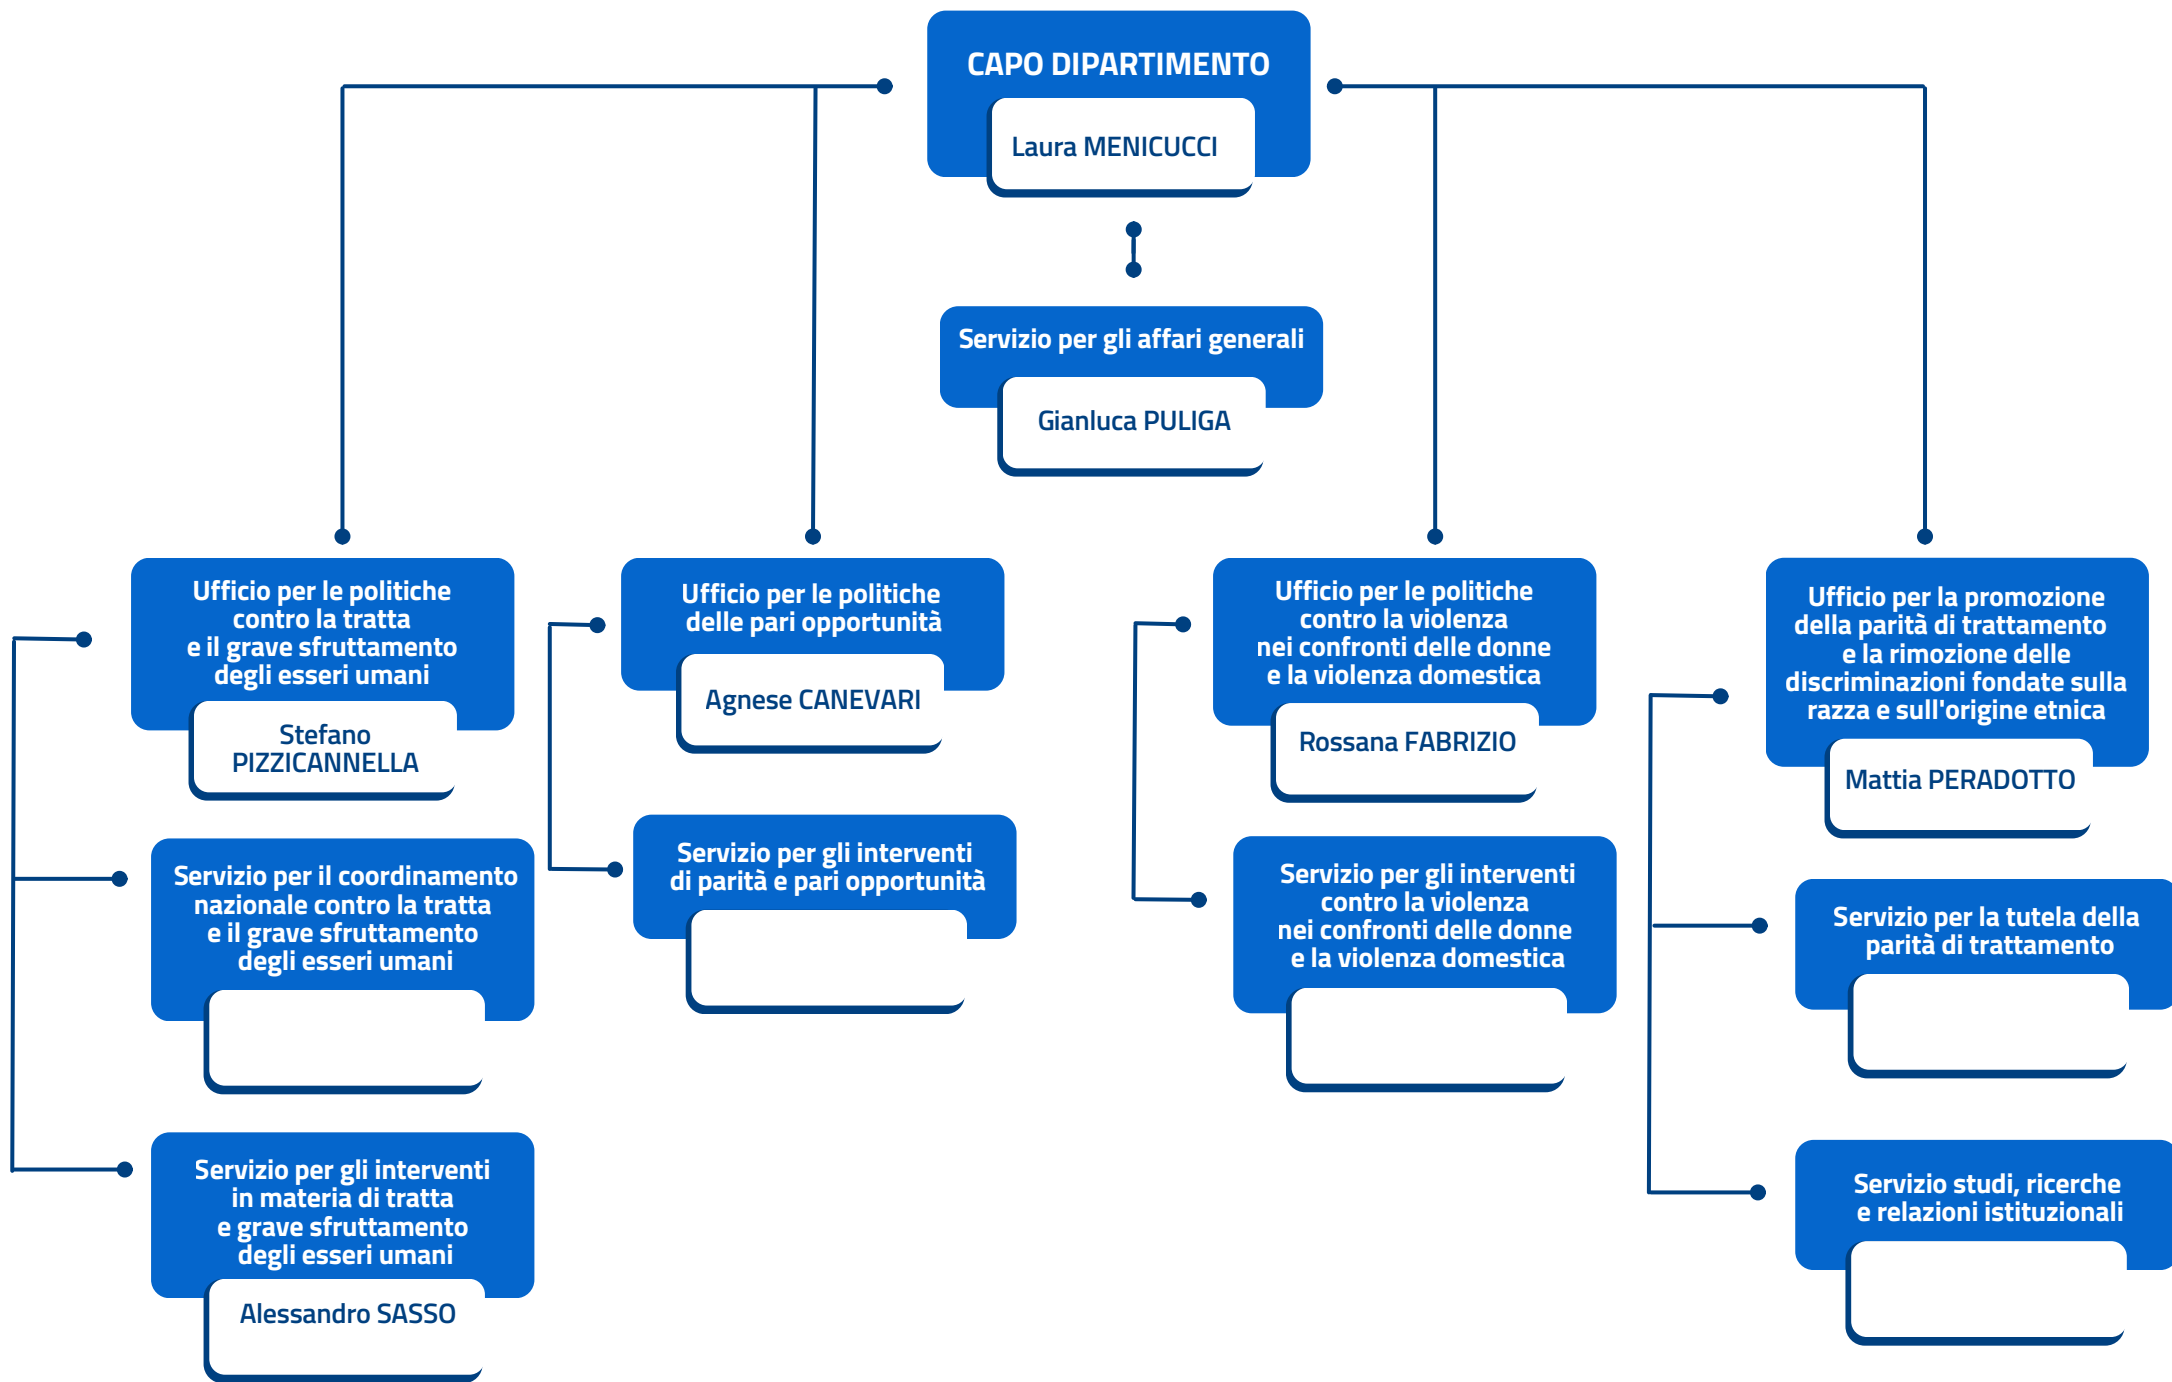 CAPO DIPARTIMENTO
Laura MENICUCCI
Servizio per gli affari generali
Gianluca PULIGA
Ufficio per le politiche
contro la tratta
e il grave sfruttamento
degli esseri umani
Stefano
PIZZICANNELLA
Servizio per il coordinamento
nazionale contro la tratta
e il grave sfruttamento
degli esseri umani
Servizio per gli interventi
in materia di tratta
e grave sfruttamento
degli esseri umani
Alessandro SASSO
Ufficio per le politiche
delle pari opportunità
Agnese CANEVARI
Servizio per gli interventi
di parità e pari opportunità
Ufficio per le politiche
contro la violenza
nei confronti delle donne
e la violenza domestica
Rossana FABRIZIO
Servizio per gli interventi
contro la violenza
nei confronti delle donne
e la violenza domestica
Ufficio per la promozione
della parità di trattamento
e la rimozione delle
discriminazioni fondate sulla
razza e sull'origine etnica
Mattia PERADOTTO
Servizio per la tutela della
parità di trattamento
Servizio studi, ricerche
e relazioni istituzionali